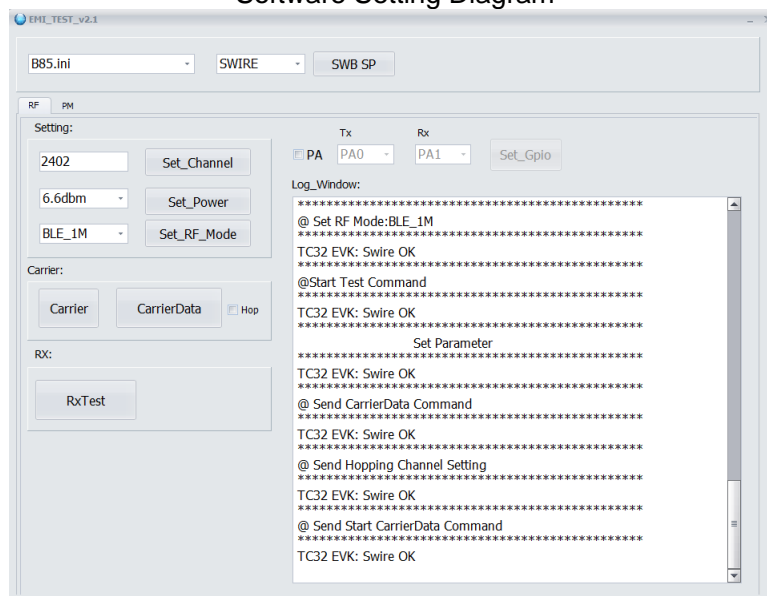 Software Setting Diagram
EMI_TEST_v2.1
B85.ini
SWIRE
SWB SP
RF
PM
Setting:
2402
Set_Channel
6.6dbm
Set_Power
BLE_1M
Set_RF_Mode
Carrier:
Carrier
CarrierData
Hop
RX:
RxTest
Tx
Rx
PA
PA0
PA1
Set_Gpio
Log_Window:
*******************************************
@ Set RF Mode:BLE_1M
*******************************************
TC32 EVK: Swire OK
*******************************************
@Start Test Command
*******************************************
TC32 EVK: Swire OK
*******************************************
Set Parameter
*******************************************
TC32 EVK: Swire OK
*******************************************
@ Send CarrierData Command
*******************************************
TC32 EVK: Swire OK
*******************************************
@ Send Hopping Channel Setting
*******************************************
TC32 EVK: Swire OK
*******************************************
@ Send Start CarrierData Command
*******************************************
TC32 EVK: Swire OK